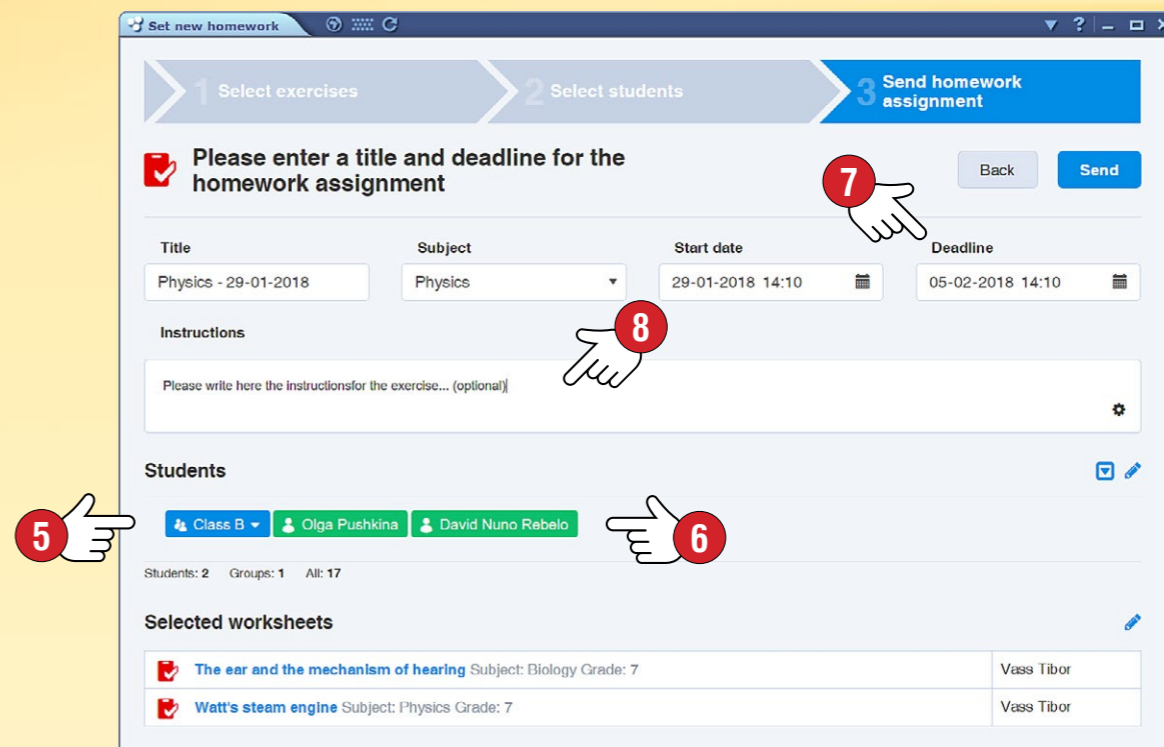 Set new homework
?
1 Select exercises
2 Select students
3 Send homework
assignment
Please enter a title and deadline for the
homework assignment
7
Back
Send
Title
Subject
Start date
Deadline
Physics - 29-01-2018
Physics
29-01-2018 14:10
05-02-2018 14:10
Instructions
8
Please write here the instructionsfor the exercise... (optional)
Students
5
Class B
Olga Pushkina
David Nuno Rebelo
6
Students: 2 Groups: 1 All: 17
Selected worksheets
The ear and the mechanism of hearing Subject: Biology Grade: 7
Vass Tibor
Watt's steam engine Subject: Physics Grade: 7
Vass Tibor